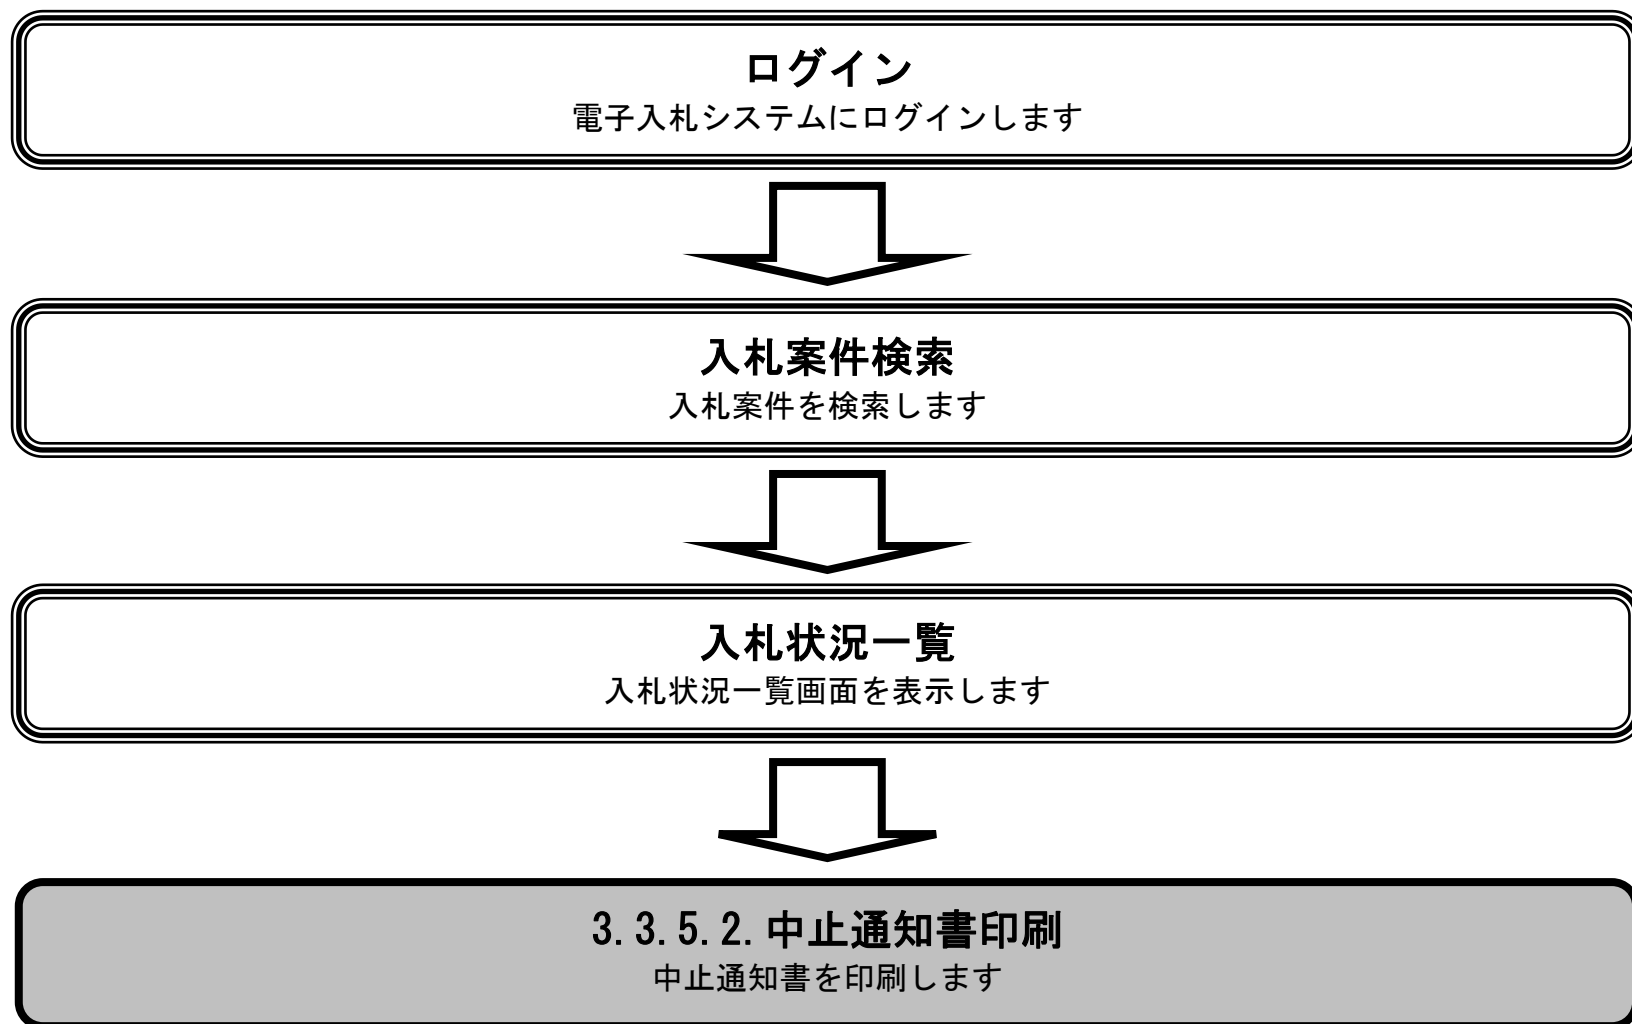 ログイン
電子入札システムにログインします
入札案件検索
入札案件を検索します
入札状況一覧
入札状況一覧画面を表示します
3.3.5.2.中止通知書印刷
中止通知書を印刷します